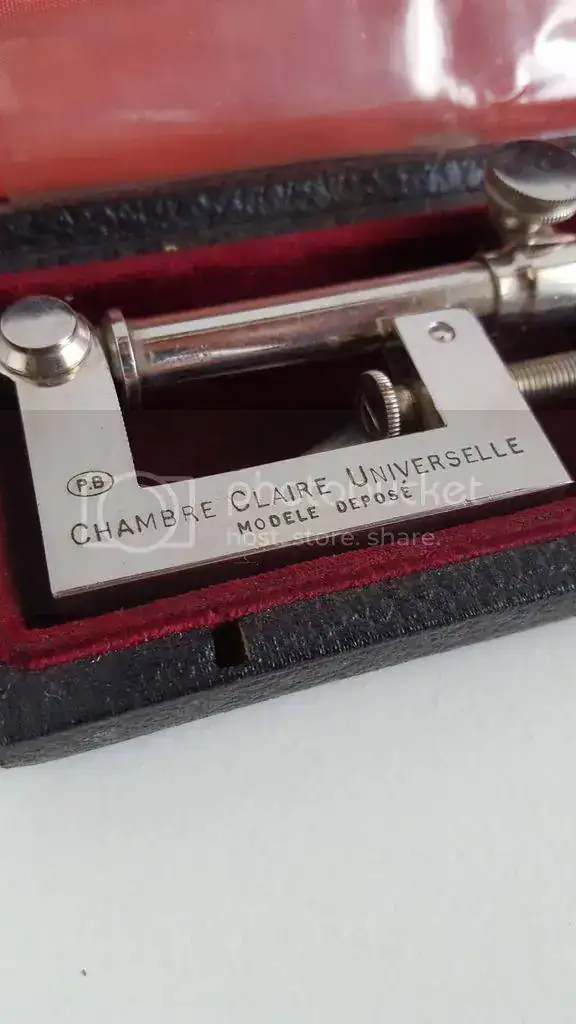 P.B
CHAMBRE CLAIRE UNIVERSELLE
MODELE DEPOSÉ
photobucket
host. store. share.